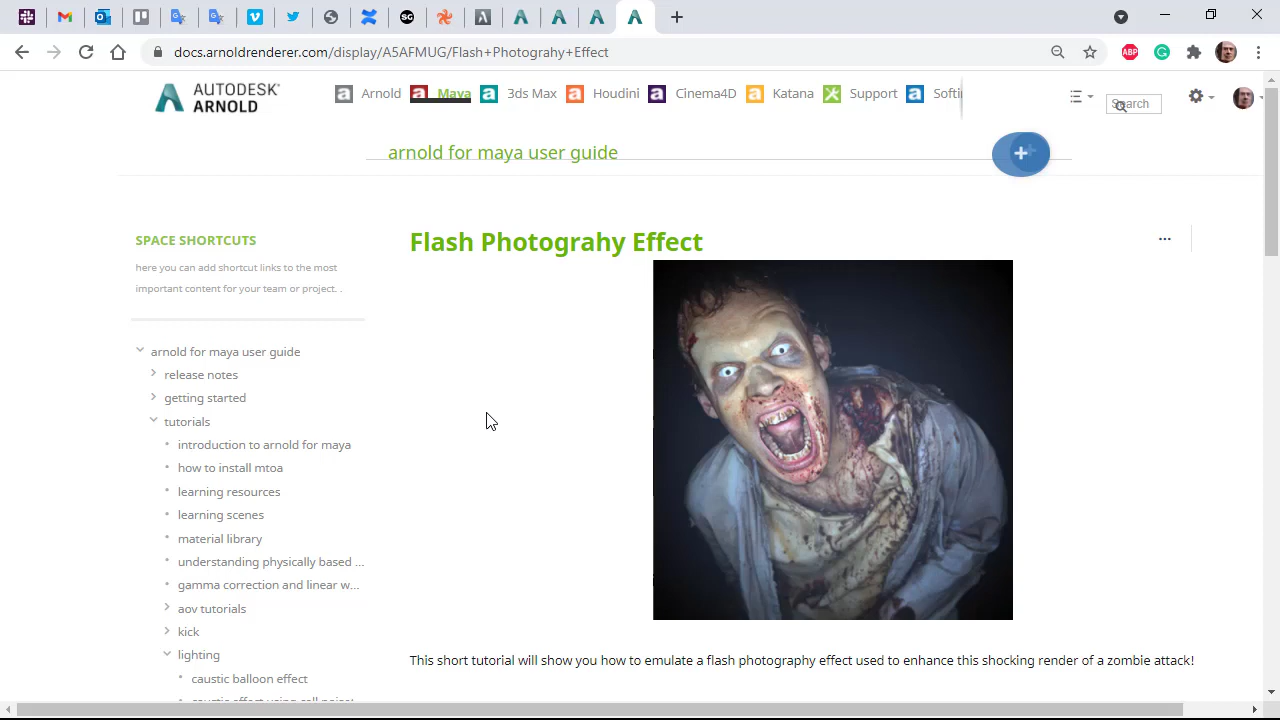 SG
docs.arnoldrenderer.com/display/A5AFMUG/Flash+Photograhy+Effect
ABP
G
AUTODESK
ARNOLD
a Arnold a Maya a 3ds Max a Houdini a Cinema4D a Katana Support a Softi
Search
arnold for maya user guide
+
SPACE SHORTCUTS
here you can add shortcut links to the most
important content for your team or project. .
Flash Photograhy Effect
...
arnold for maya user guide
release notes
getting started
tutorials
introduction to arnold for maya
how to install mtoa
learning resources
learning scenes
material library
understanding physically based ...
gamma correction and linear w...
aov tutorials
kick
lighting
caustic balloon effect
This short tutorial will show you how to emulate a flash photography effect used to enhance this shocking render of a zombie attack!